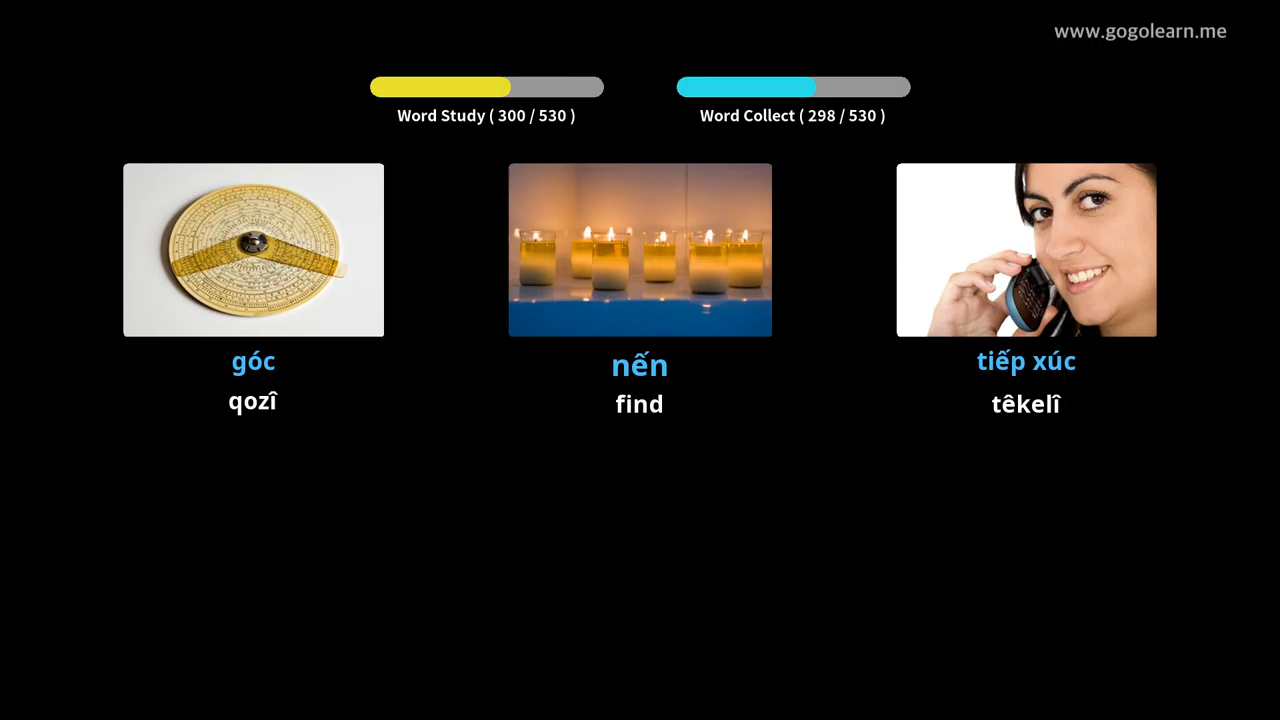 www.gogolearn.me
Word Study ( 300 / 530 )
Word Collect ( 298 / 530 )
góc
nến
tiếp xúc
qozî
find
têkelî